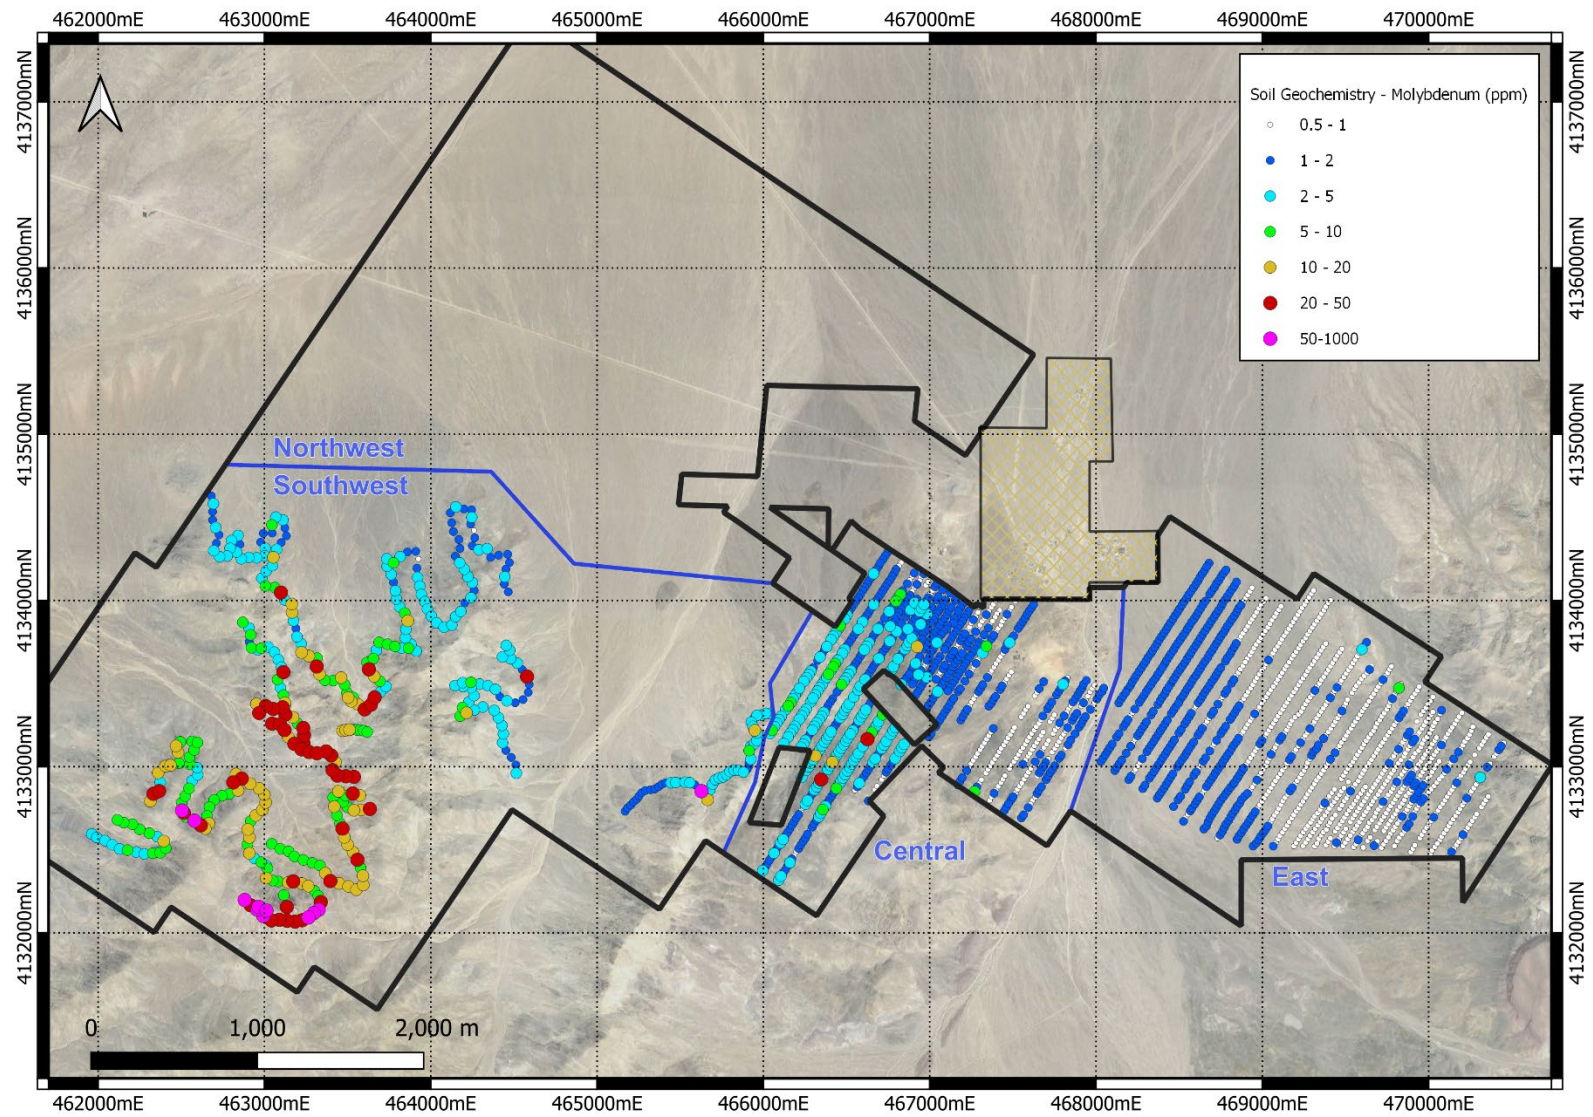 462000mE 463000mE 464000mE 465000mE 466000mE 467000mE 468000mE 469000mE 470000mE
4137000mN
4137000mN
Soil Geochemistry - Molybdenum (ppm)
0.5 - 1
1 - 2
2 - 5
5 - 10
10 - 20
20 - 50
50-1000
4136000mN
4136000mN
4135000mN
4135000mN
Northwest
Southwest
4134000mN
4134000mN
4133000mN
4133000mN
Central
East
4132000mN
4132000mN
0 1,000 2,000 m
462000mE 463000mE 464000mE 465000mE 466000mE 467000mE 468000mE 469000mE 470000mE